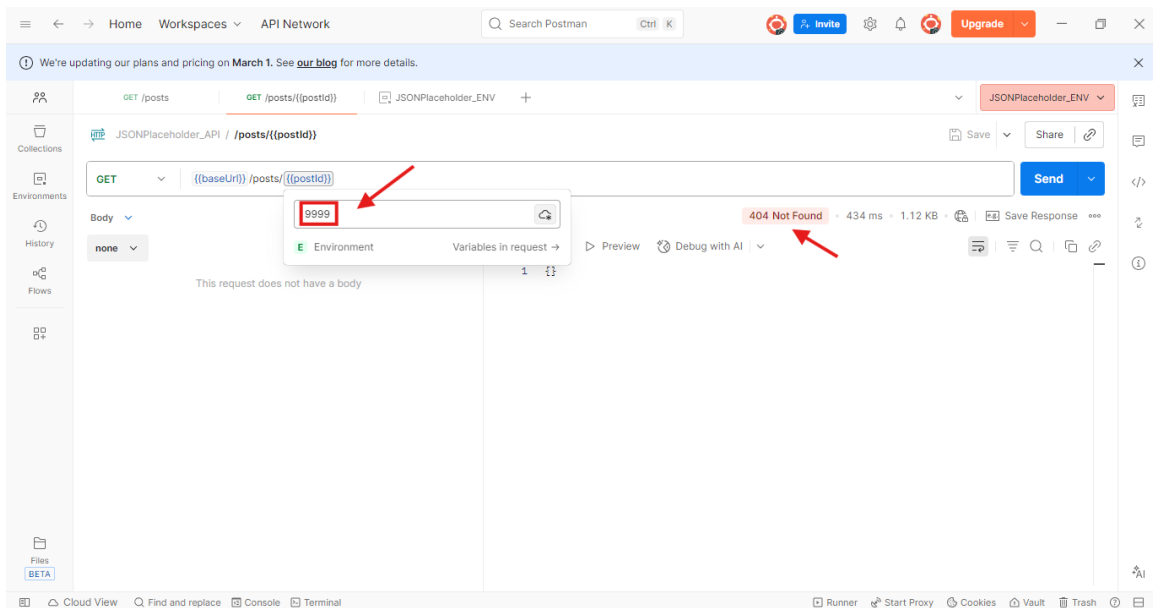 Home Workspaces API Network Search Postman Ctrl K Invite Upgrade
We're updating our plans and pricing on March 1. See our blog for more details.
GET /posts GET /posts/{{postId}} JSONPlaceholder_ENV JSONPlaceholder_ENV
HTTP JSONPlaceholder_API / /posts/{{postId}} Save Share
Collections
GET {{baseUrl}} /posts/ {{postId}} Send
Environments
9999
Body 404 Not Found 434 ms 1.12 KB e.g. Save Response
History
none E Environment Variables in request → Preview Debug with AI
1 {}
This request does not have a body
Flows
Files
BETA
AI
Cloud View Find and replace Console Terminal Runner Start Proxy Cookies Vault Trash